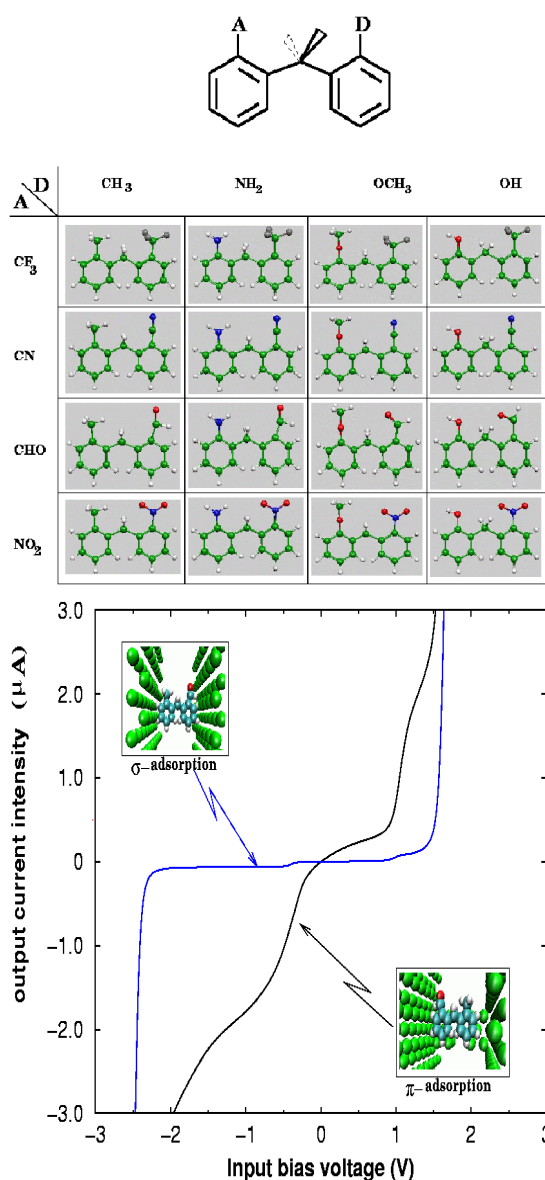 A D
D
A
CH3 NH2 OCH3 OH
CF3
CN
CHO
NO2
output current intensity (μA)
3.0
2.0
1.0
0
−1.0
−2.0
−3.0
σ−adsorption
π−adsorption
−3 −2 −1 0 1 2 3
Input bias voltage (V)